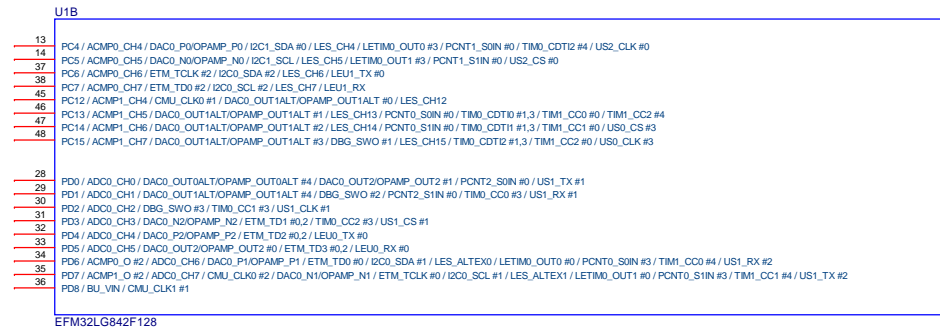 U1B
13 PC4 / ACMP0_CH4 / DAC0_P0/OPAMP_P0 / I2C1_SDA #0 / LES_CH4 / LETIM0_OUT0 #3 / PCNT1_S0IN #0 / TIM0_CDTI2 #4 / US2_CLK #0
14 PC5 / ACMP0_CH5 / DAC0_N0/OPAMP_N0 / I2C1_SCL / LES_CH5 / LETIM0_OUT1 #3 / PCNT1_S1IN #0 / US2_CS #0
37 PC6 / ACMP0_CH6 / ETM_TCLK #2 / I2C0_SDA #2 / LES_CH6 / LEU1_TX #0
38 PC7 / ACMP0_CH7 / ETM_TD0 #2 / I2C0_SCL #2 / LES_CH7 / LEU1_RX
45 PC12 / ACMP1_CH4 / CMU_CLK0 #1 / DAC0_OUT1ALT/OPAMP_OUT1ALT #0 / LES_CH12
46 PC13 / ACMP1_CH5 / DAC0_OUT1ALT/OPAMP_OUT1ALT #1 / LES_CH13 / PCNT0_S0IN #0 / TIM0_CDTI0 #1,3 / TIM1_CC0 #0 / TIM1_CC2 #4
47 PC14 / ACMP1_CH6 / DAC0_OUT1ALT/OPAMP_OUT1ALT #2 / LES_CH14 / PCNT0_S1IN #0 / TIM0_CDTI1 #1,3 / TIM1_CC1 #0 / US0_CS #3
48 PC15 / ACMP1_CH7 / DAC0_OUT1ALT/OPAMP_OUT1ALT #3 / DBG_SWO #1 / LES_CH15 / TIM0_CDTI2 #1,3 / TIM1_CC2 #0 / US0_CLK #3
28 PD0 / ADC0_CH0 / DAC0_OUT0ALT/OPAMP_OUT0ALT #4 / DAC0_OUT2/OPAMP_OUT2 #1 / PCNT2_S0IN #0 / US1_TX #1
29 PD1 / ADC0_CH1 / DAC0_OUT1ALT/OPAMP_OUT1ALT #4 / DBG_SWO #2 / PCNT2_S1IN #0 / TIM0_CC0 #3 / US1_RX #1
30 PD2 / ADC0_CH2 / DBG_SWO #3 / TIM0_CC1 #3 / US1_CLK #1
31 PD3 / ADC0_CH3 / DAC0_N2/OPAMP_N2 / ETM_TD1 #0,2 / TIM0_CC2 #3 / US1_CS #1
32 PD4 / ADC0_CH4 / DAC0_P2/OPAMP_P2 / ETM_TD2 #0,2 / LEU0_TX #0
33 PD5 / ADC0_CH5 / DAC0_OUT2/OPAMP_OUT2 #0 / ETM_TD3 #0,2 / LEU0_RX #0
34 PD6 / ACMP0_O #2 / ADC0_CH6 / DAC0_P1/OPAMP_P1 / ETM_TD0 #0 / I2C0_SDA #1 / LES_ALTEX0 / LETIM0_OUT0 #0 / PCNT0_S0IN #3 / TIM1_CC0 #4 / US1_RX #2
35 PD7 / ACMP1_O #2 / ADC0_CH7 / CMU_CLK0 #2 / DAC0_N1/OPAMP_N1 / ETM_TCLK #0 / I2C0_SCL #1 / LES_ALTEX1 / LETIM0_OUT1 #0 / PCNT0_S1IN #3 / TIM1_CC1 #4 / US1_TX #2
36 PD8 / BU_VIN / CMU_CLK1 #1
EFM32LG842F128